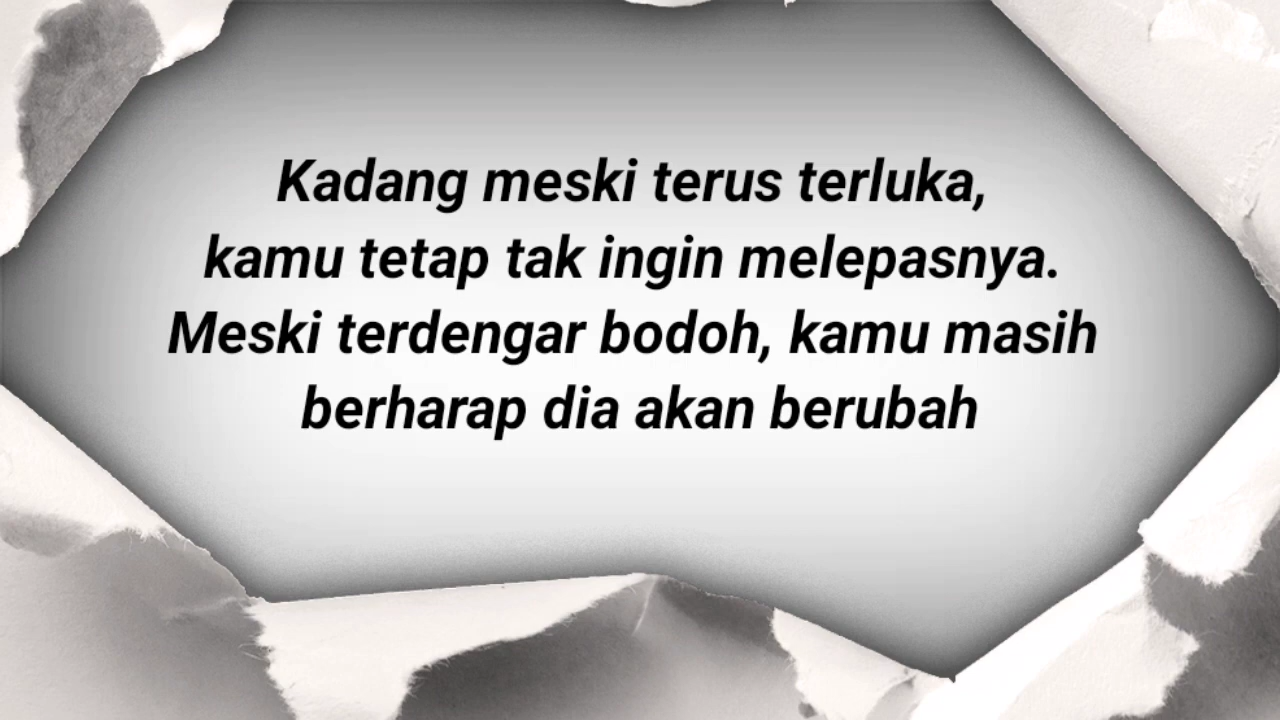 Kadang meski terus terluka,
kamu tetap tak ingin melepasnya.
Meski terdengar bodoh, kamu masih
berharap dia akan berubah